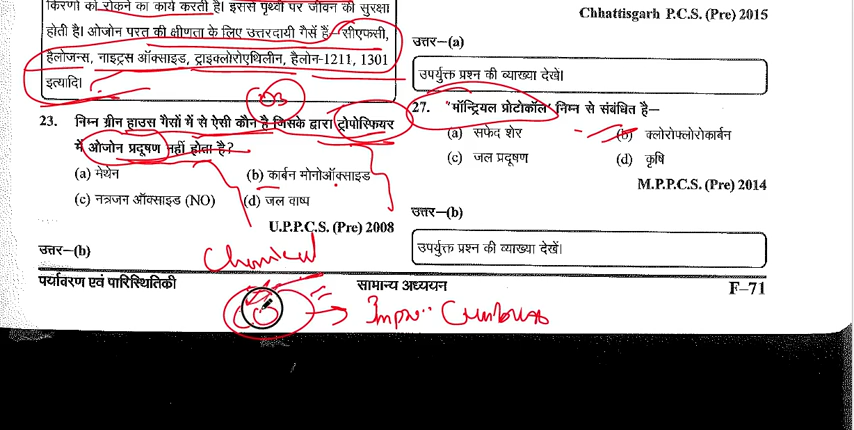 किरणों को रोकने का कार्य करती है। इससे पृथ्वी पर जीवन की सुरक्षा
होती है। ओजोन परत की क्षीणता के लिए उत्तरदायी गैसें हैं- सीएफसी,
हैलोजन्स, नाइट्रस ऑक्साइड, ट्राइक्लोरोएथिलीन, हैलोन-1211, 1301
इत्यादि।
O3
23. निम्न ग्रीन हाउस गैसों में से ऐसी कौन है जिसके द्वारा ट्रोपोस्फियर
में ओजोन प्रदूषण नहीं होता है?
(a) मेथेन (b) कार्बन मोनोऑक्साइड
(c) नत्रजन ऑक्साइड (NO) (d) जल वाष्प
U.P.P.C.S. (Pre) 2008
उत्तर–(b)
Chemical
Chhattisgarh P.C.S. (Pre) 2015
उत्तर–(a)
उपर्युक्त प्रश्न की व्याख्या देखें।
27. "मॉन्ट्रियल प्रोटोकॉल' निम्न से संबंधित है—
(a) सफेद शेर (b) क्लोरोफ्लोरोकार्बन
(c) जल प्रदूषण (d) कृषि
M.P.P.C.S. (Pre) 2014
उत्तर–(b)
उपर्युक्त प्रश्न की व्याख्या देखें।
पर्यावरण एवं पारिस्थितिकी सामान्य अध्ययन F–71